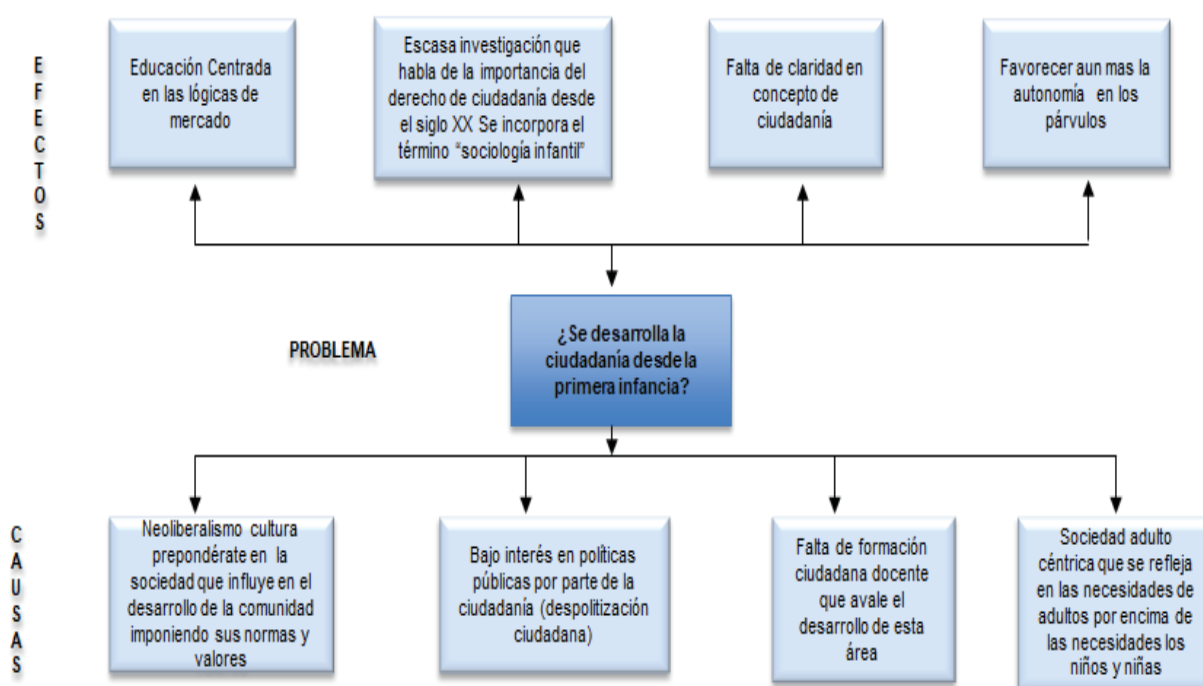 EFECTOS
Educación Centrada
en las lógicas de
mercado
Escasa investigación que
habla de la importancia del
derecho de ciudadanía desde
el siglo XX Se incorpora el
término “sociología infantil”
Falta de claridad en
concepto de
ciudadanía
Favorecer aun mas la
autonomía en los
párvulos
PROBLEMA
¿Se desarrolla la
ciudadanía desde la
primera infancia?
CAUSAS
Neoliberalismo cultura
prepondérate en la
sociedad que influye en el
desarrollo de la comunidad
imponiendo sus normas y
valores
Bajo interés en políticas
públicas por parte de la
ciudadanía (despolitización
ciudadana)
Falta de formación
ciudadana docente
que avale el
desarrollo de esta
área
Sociedad adulto
céntrica que se refleja
en las necesidades de
adultos por encima de
las necesidades los
niños y niñas